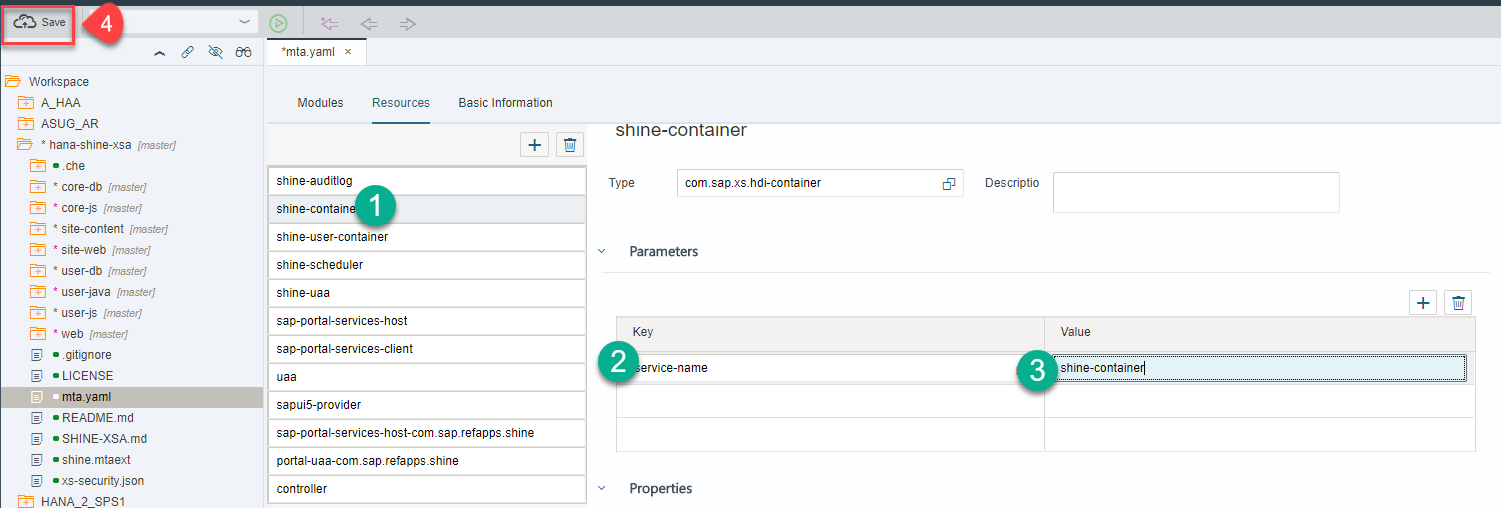 Save
4
*mta.yaml ×
Workspace
A_HAA
ASUG_AR
* hana-shine-xsa [master]
.che
* core-db [master]
* core-js [master]
* site-content [master]
* site-web [master]
* user-db [master]
* user-java [master]
* user-js [master]
* web [master]
.gitignore
LICENSE
mta.yaml
README.md
SHINE-XSA.md
shine.mtaext
xs-security.json
HANA_2_SPS1
Modules Resources Basic Information
shine-auditlog
shine-container
1
shine-user-container
shine-scheduler
shine-uaa
sap-portal-services-host
sap-portal-services-client
uaa
sapui5-provider
sap-portal-services-host-com.sap.refapps.shine
portal-uaa-com.sap.refapps.shine
controller
shine-container
Type com.sap.xs.hdi-container Descriptio
Parameters
Key Value
2 service-name 3 shine-container
Properties